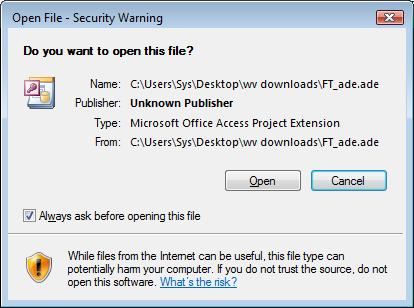 Open File - Security Warning
Do you want to open this file?
Name: C:\Users\Sys\Desktop\wv downloads\FT_ade.ade
Publisher: Unknown Publisher
Type: Microsoft Office Access Project Extension
From: C:\Users\Sys\Desktop\wv downloads\FT_ade.ade
Open Cancel
Always ask before opening this file
While files from the Internet can be useful, this file type can
potentially harm your computer. If you do not trust the source, do not
open this software. What's the risk?